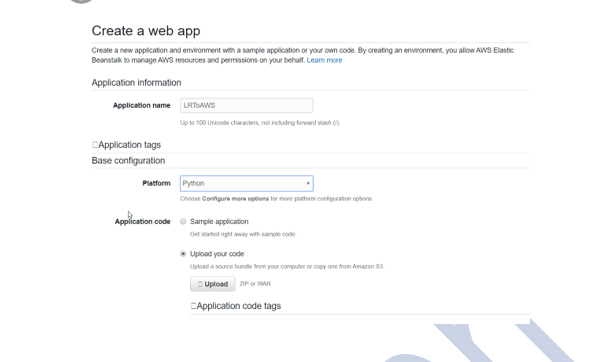 Create a web app
Create a new application and environment with a sample application or your own code. By creating an environment, you allow AWS Elastic
Beanstalk to manage AWS resources and permissions on your behalf. Learn more
Application information
Application name LRToAWS
Up to 100 Unicode characters, not including forward slash (/).
Application tags
Base configuration
Platform Python
Choose Configure more options for more platform configuration options.
Application code Sample application
Get started right away with sample code.
Upload your code
Upload a source bundle from your computer or copy one from Amazon S3.
Upload ZIP or WAR
Application code tags